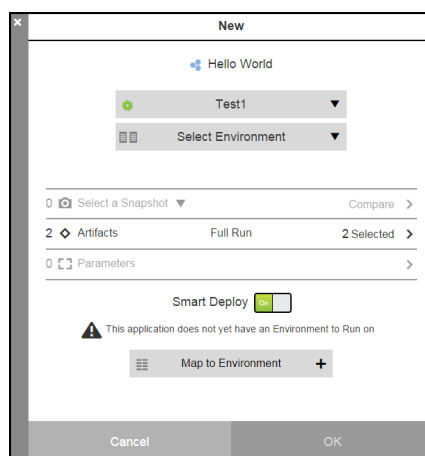 New
Hello World
Test1
Select Environment
0 Select a Snapshot Compare
2 Artifacts Full Run 2 Selected
0 Parameters
Smart Deploy On
This application does not yet have an Environment to Run on
Map to Environment
Cancel OK